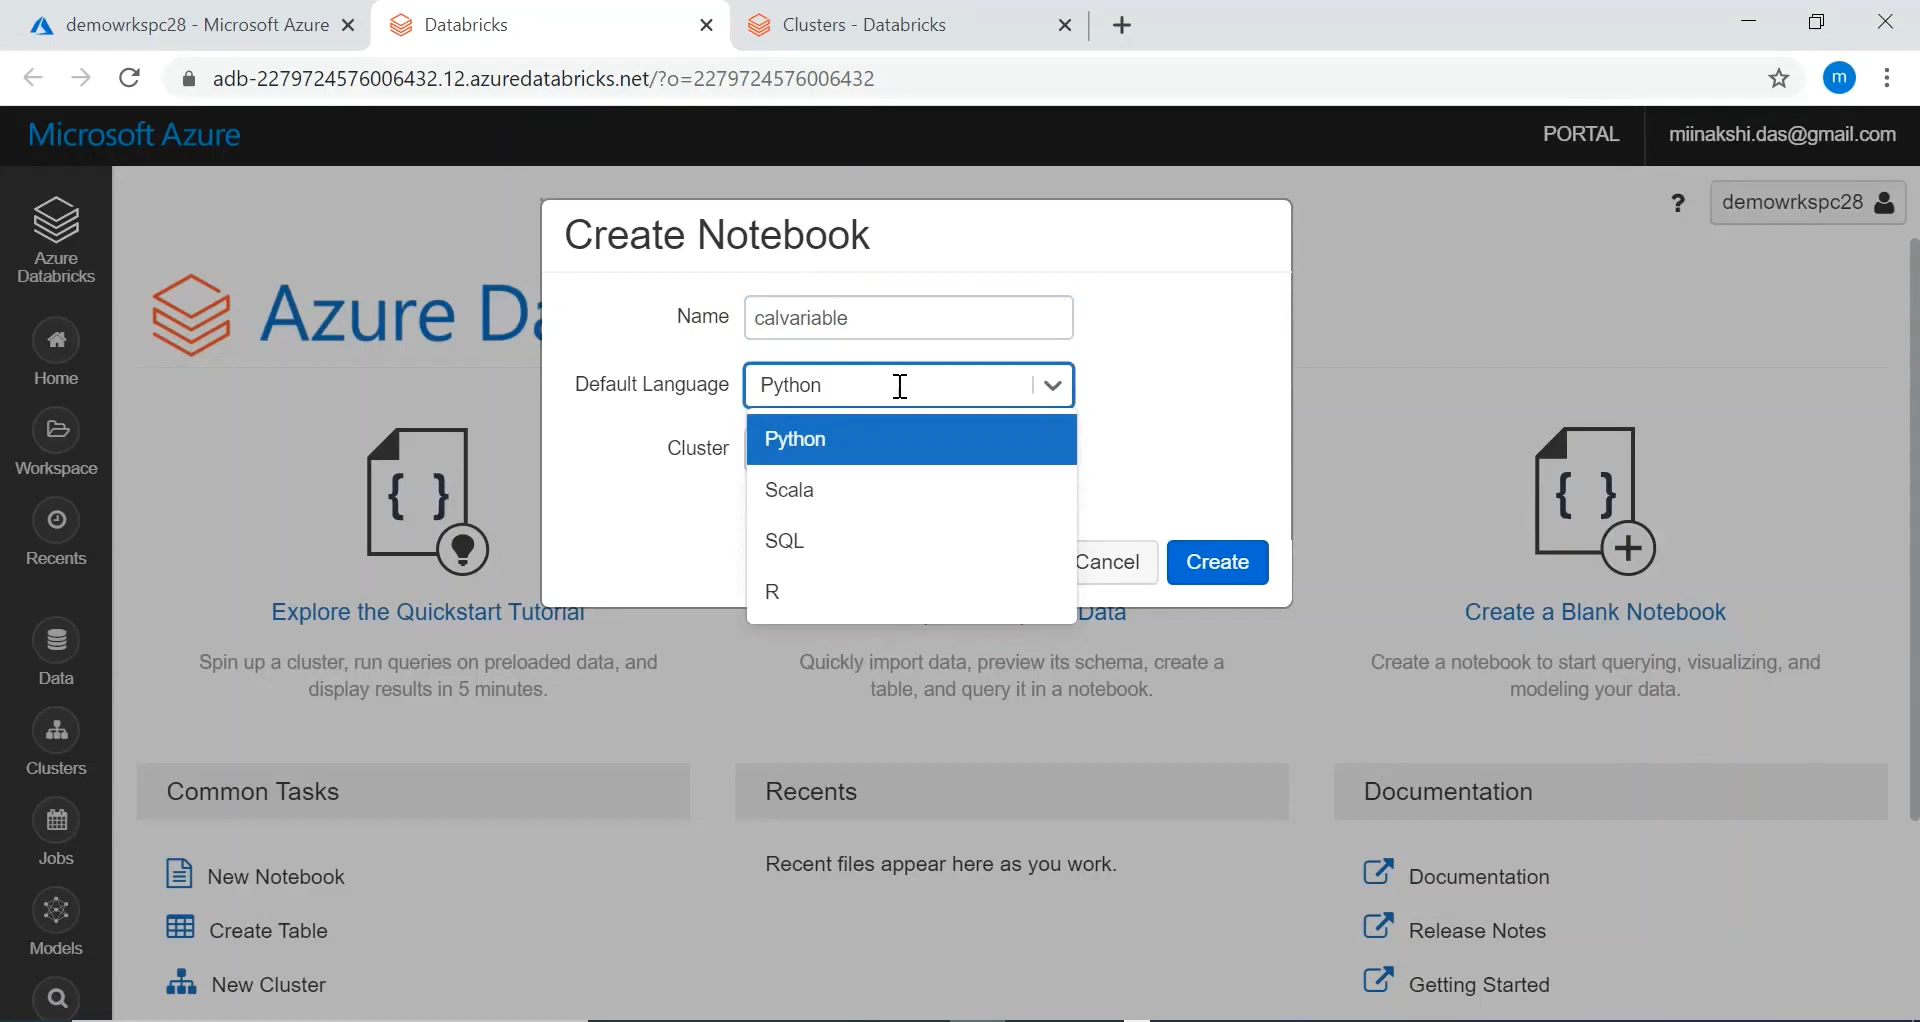 demowrkspc28 - Microsoft Azure
Databricks
Clusters - Databricks
adb-2279724576006432.12.azuredatabricks.net/?o=2279724576006432
m
Microsoft Azure
PORTAL
miinakshi.das@gmail.com
Azure
Databricks
Home
Workspace
Recents
Data
Clusters
Jobs
Models
?
demowrkspc28
Azure Da
Create Notebook
Name
calvariable
Default Language
Python
Cluster
Python
Scala
SQL
R
Cancel
Create
Explore the Quickstart Tutorial
Spin up a cluster, run queries on preloaded data, and
display results in 5 minutes.
Data
Quickly import data, preview its schema, create a
table, and query it in a notebook.
Create a Blank Notebook
Create a notebook to start querying, visualizing, and
modeling your data.
Common Tasks
New Notebook
Create Table
New Cluster
Recents
Recent files appear here as you work.
Documentation
Documentation
Release Notes
Getting Started